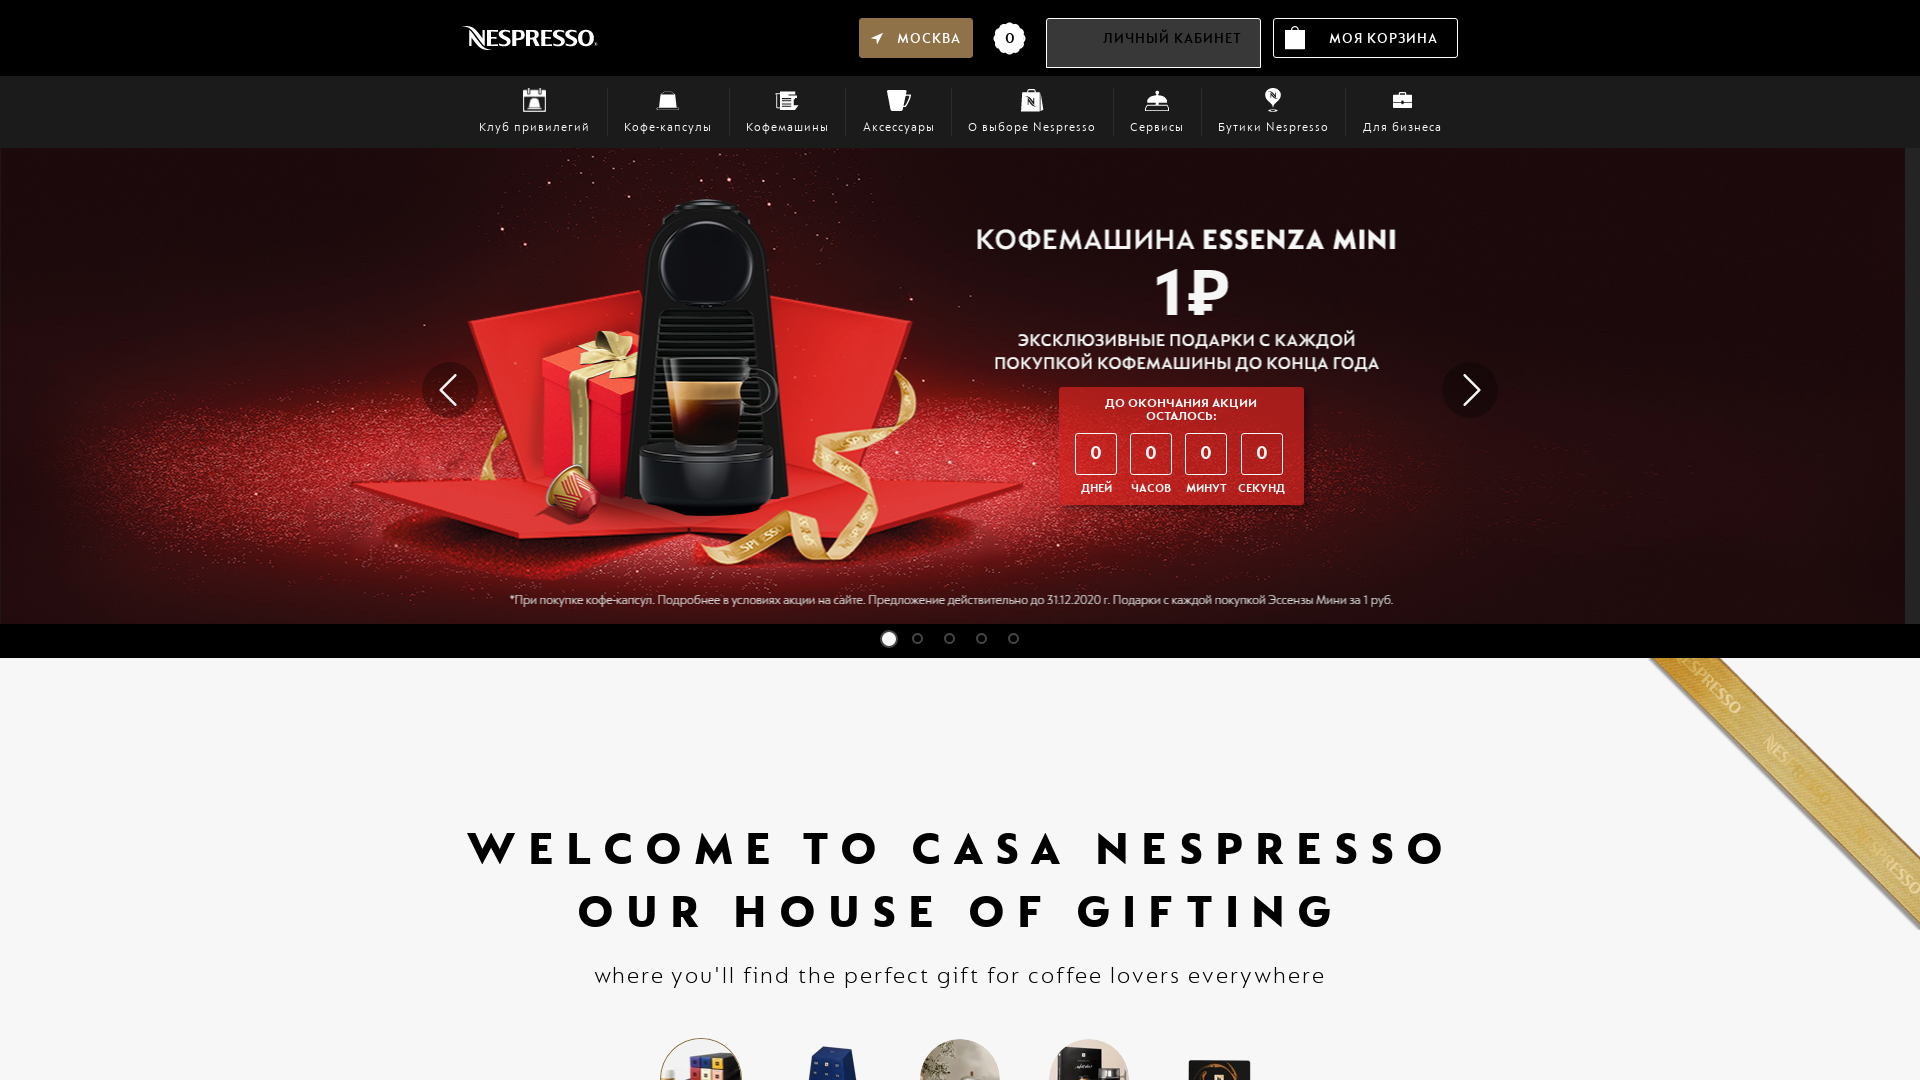 NESPRESSO
МОСКВА
0
ЛИЧНЫЙ КАБИНЕТ
МОЯ КОРЗИНА
Клуб привилегий
Кофе-капсулы
Кофемашины
Аксессуары
О выборе Nespresso
Сервисы
Бутики Nespresso
Для бизнеса
КОФЕМАШИНА ESSENZA MINI
1₽
ЭКСКЛЮЗИВНЫЕ ПОДАРКИ С КАЖДОЙ
ПОКУПКОЙ КОФЕМАШИНЫ ДО КОНЦА ГОДА
ДО ОКОНЧАНИЯ АКЦИИ
ОСТАЛОСЬ:
0 0 0 0
ДНЕЙ ЧАСОВ МИНУТ СЕКУНД
*При покупке кофе-капсул. Подробнее в условиях акции на сайте. Предложение действительно до 31.12.2020 г. Подарки с каждой покупкой Эссензы Мини за 1 руб.
NESPRESSO
NESPRESSO
NESPRESSO
WELCOME TO CASA NESPRESSO
OUR HOUSE OF GIFTING
where you'll find the perfect gift for coffee lovers everywhere